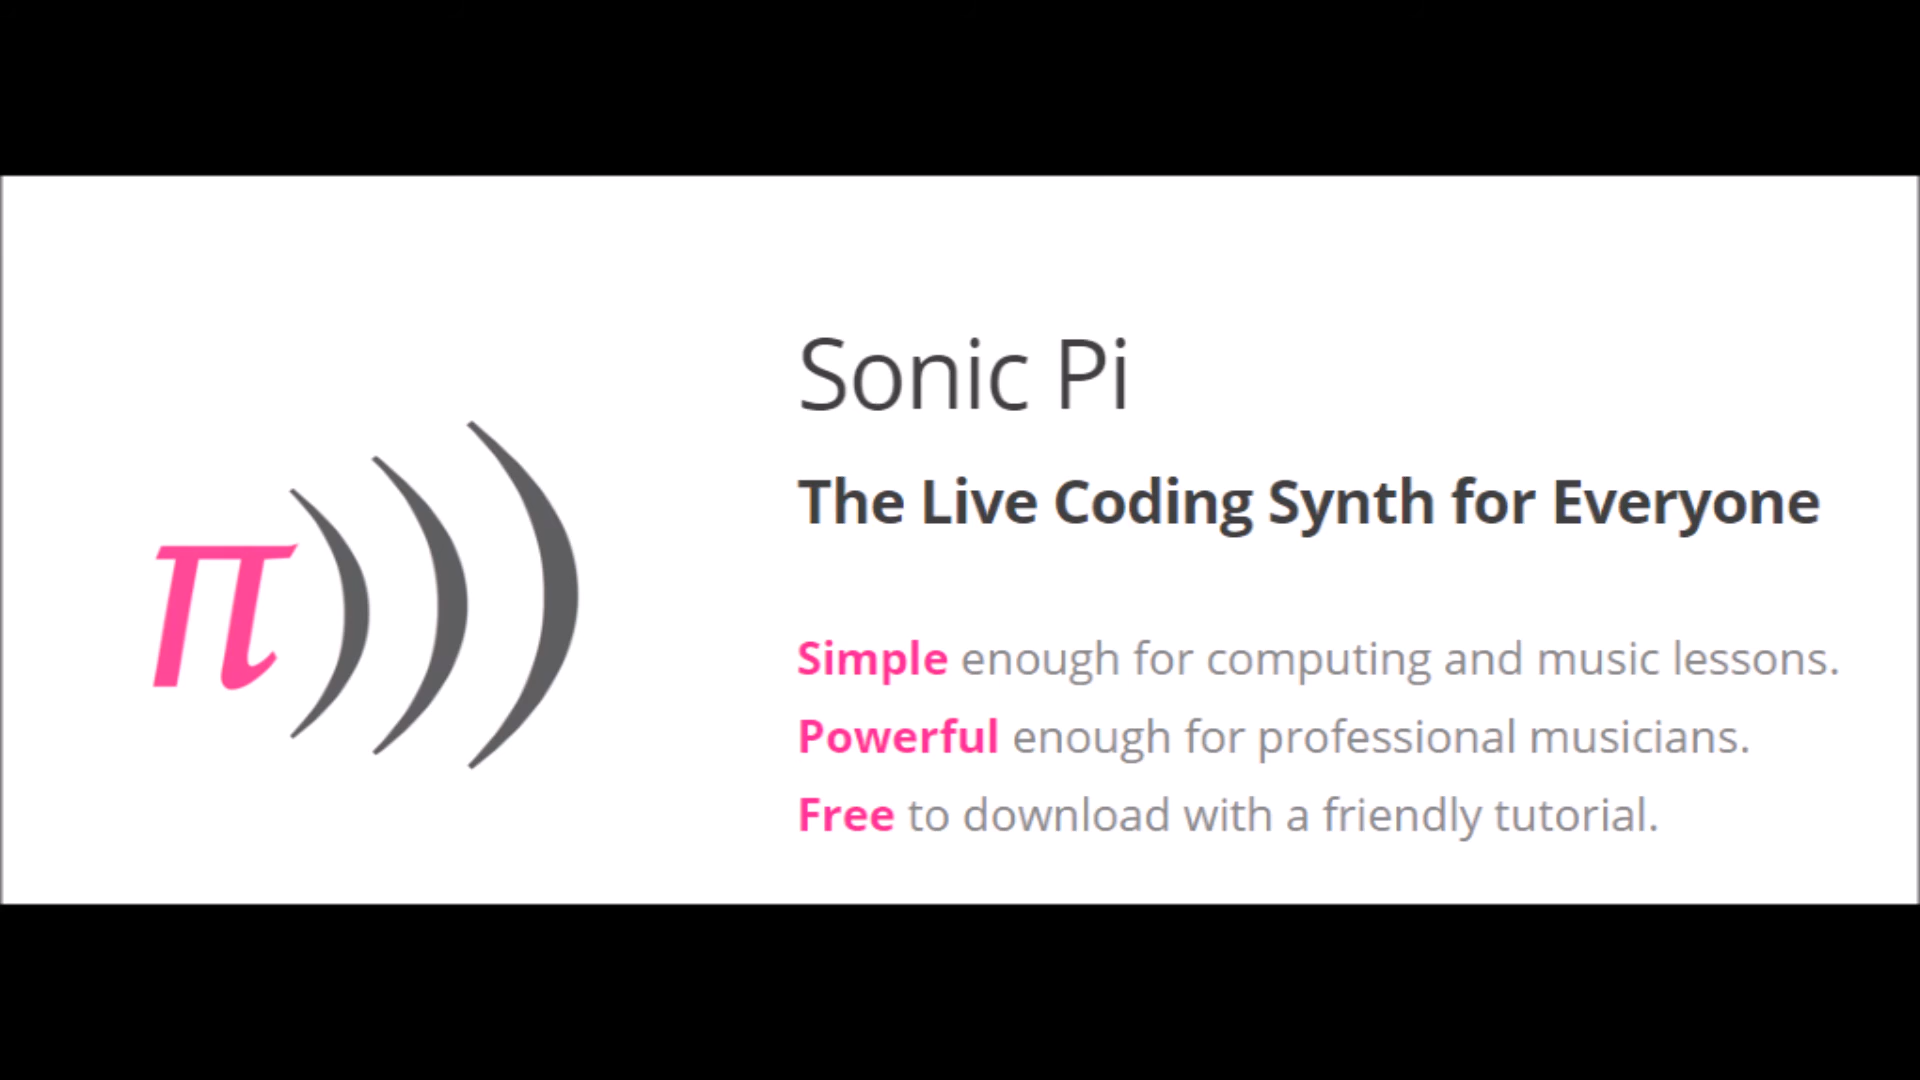 Sonic Pi
The Live Coding Synth for Everyone
Simple enough for computing and music lessons.
Powerful enough for professional musicians.
Free to download with a friendly tutorial.
π)))